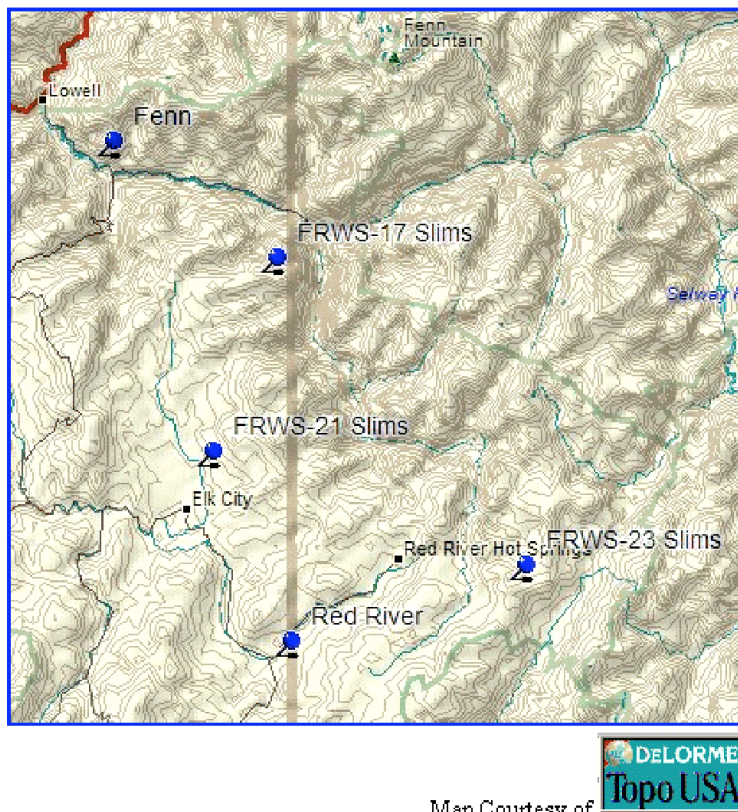 Fenn
Mountain
Lowell
Fenn
FRWS-17 Slims
Selway
FRWS-21 Slims
Elk City
Red River Hot Springs
FRWS-23 Slims
Red River
DELORME
Topo USA
Map Courtesy of